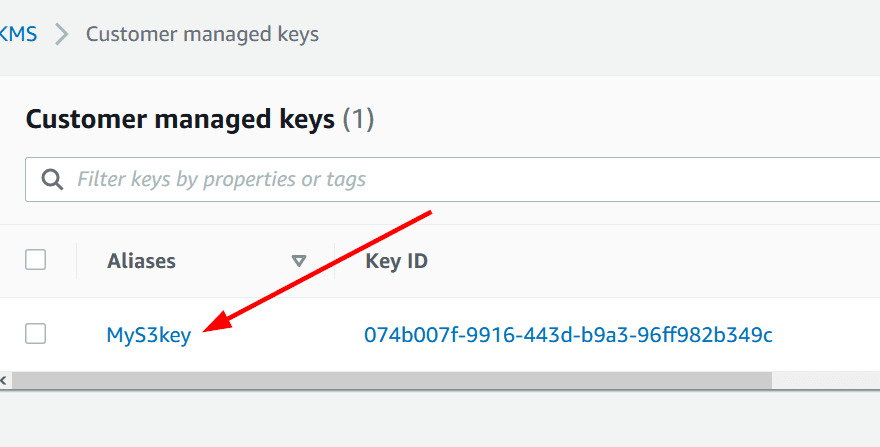 KMS > Customer managed keys
Customer managed keys (1)
Filter keys by properties or tags
Aliases Key ID
MyS3key 074b007f-9916-443d-b9a3-96ff982b349c